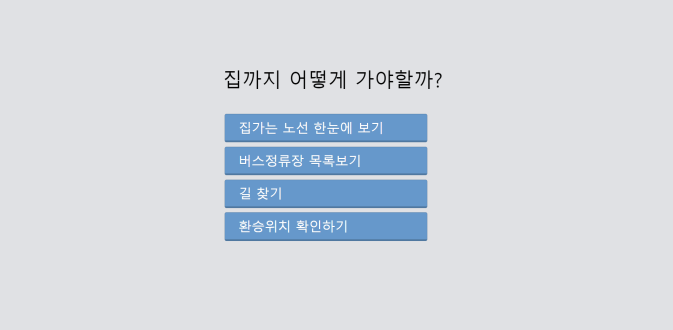 집까지 어떻게 가야할까?
집가는 노선 한눈에 보기
버스정류장 목록보기
길 찾기
환승위치 확인하기